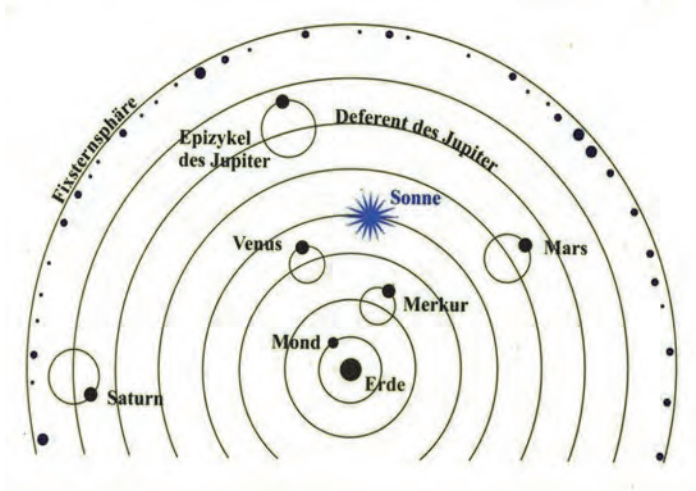 Fixsternsphäre
Deferent des Jupiter
Epizykel
des Jupiter
Sonne
Venus
Mars
Merkur
Mond
Erde
Saturn